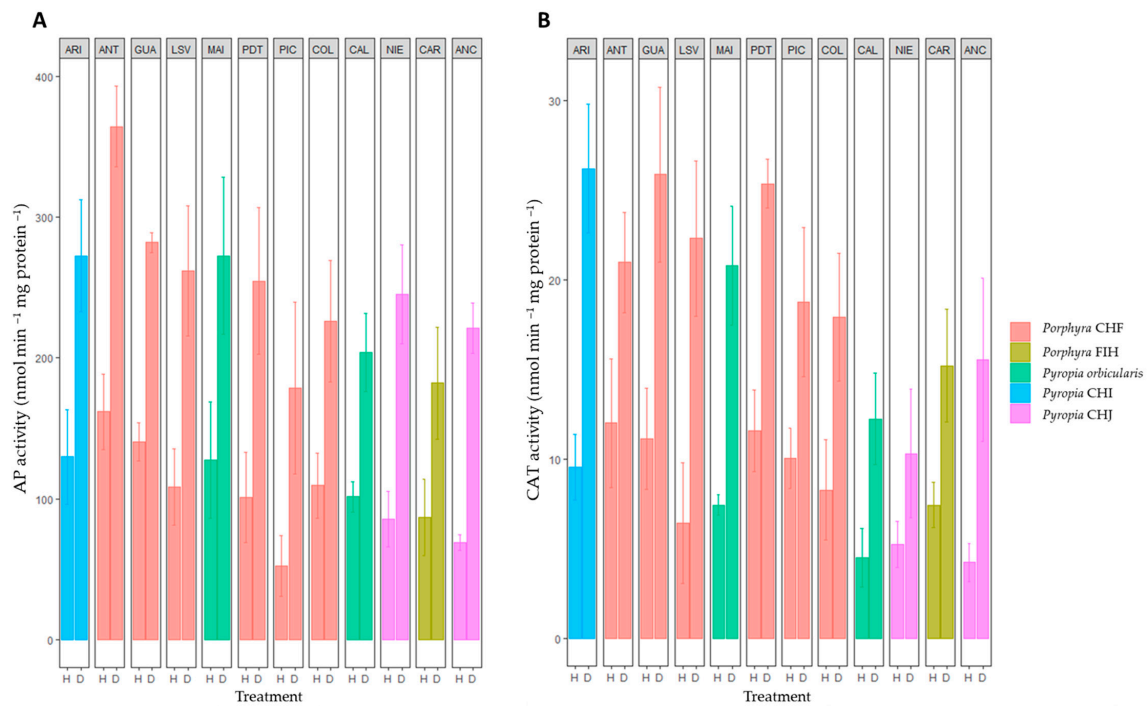 A
B
ARI ANT GUA LSV MAI PDT PIC COL CAL NIE CAR ANC
ARI ANT GUA LSV MAI PDT PIC COL CAL NIE CAR ANC
AP activity (nmol min ⁻¹ mg protein ⁻¹)
400
300
200
100
0
CAT activity (nmol min ⁻¹ mg protein ⁻¹)
30
20
10
0
H D H D H D H D H D H D H D H D H D H D H D H D
Treatment
H D H D H D H D H D H D H D H D H D H D H D H D
Treatment
Porphyra CHF
Porphyra FIH
Pyropia orbicularis
Pyropia CHI
Pyropia CHJ